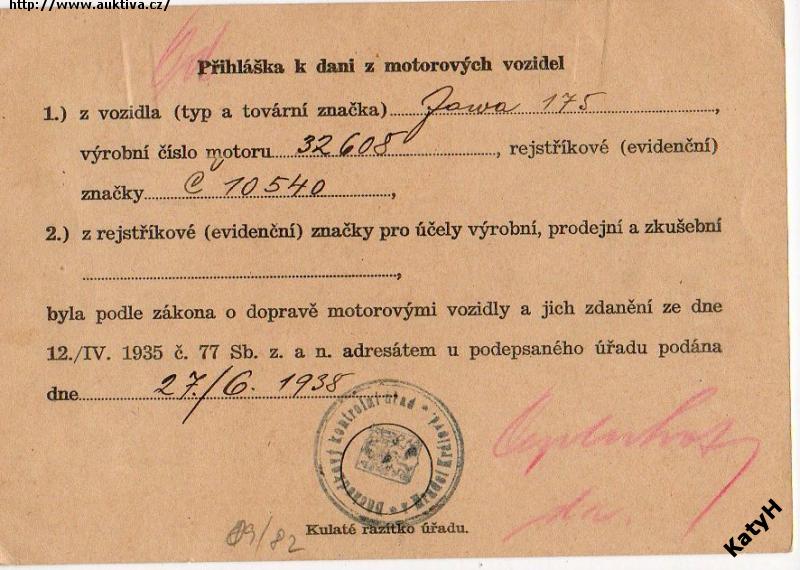 http://www.auktiva.cz/
Přihláška k dani z motorových vozidel
1.) z vozidla (typ a tovární značka) Jawa 175,
výrobní číslo motoru 32608, rejstříkové (evidenční)
značky C 10540,
2.) z rejstříkové (evidenční) značky pro účely výrobní, prodejní a zkušební
,
byla podle zákona o dopravě motorovými vozidly a jich zdanění ze dne
12./IV. 1935 č. 77 Sb. z. a n. adresátem u podepsaného úřadu podána
dne 27./6. 1938.
Důchodkový kontrolní úřad
Kulaté razítko úřadu.
KatyH